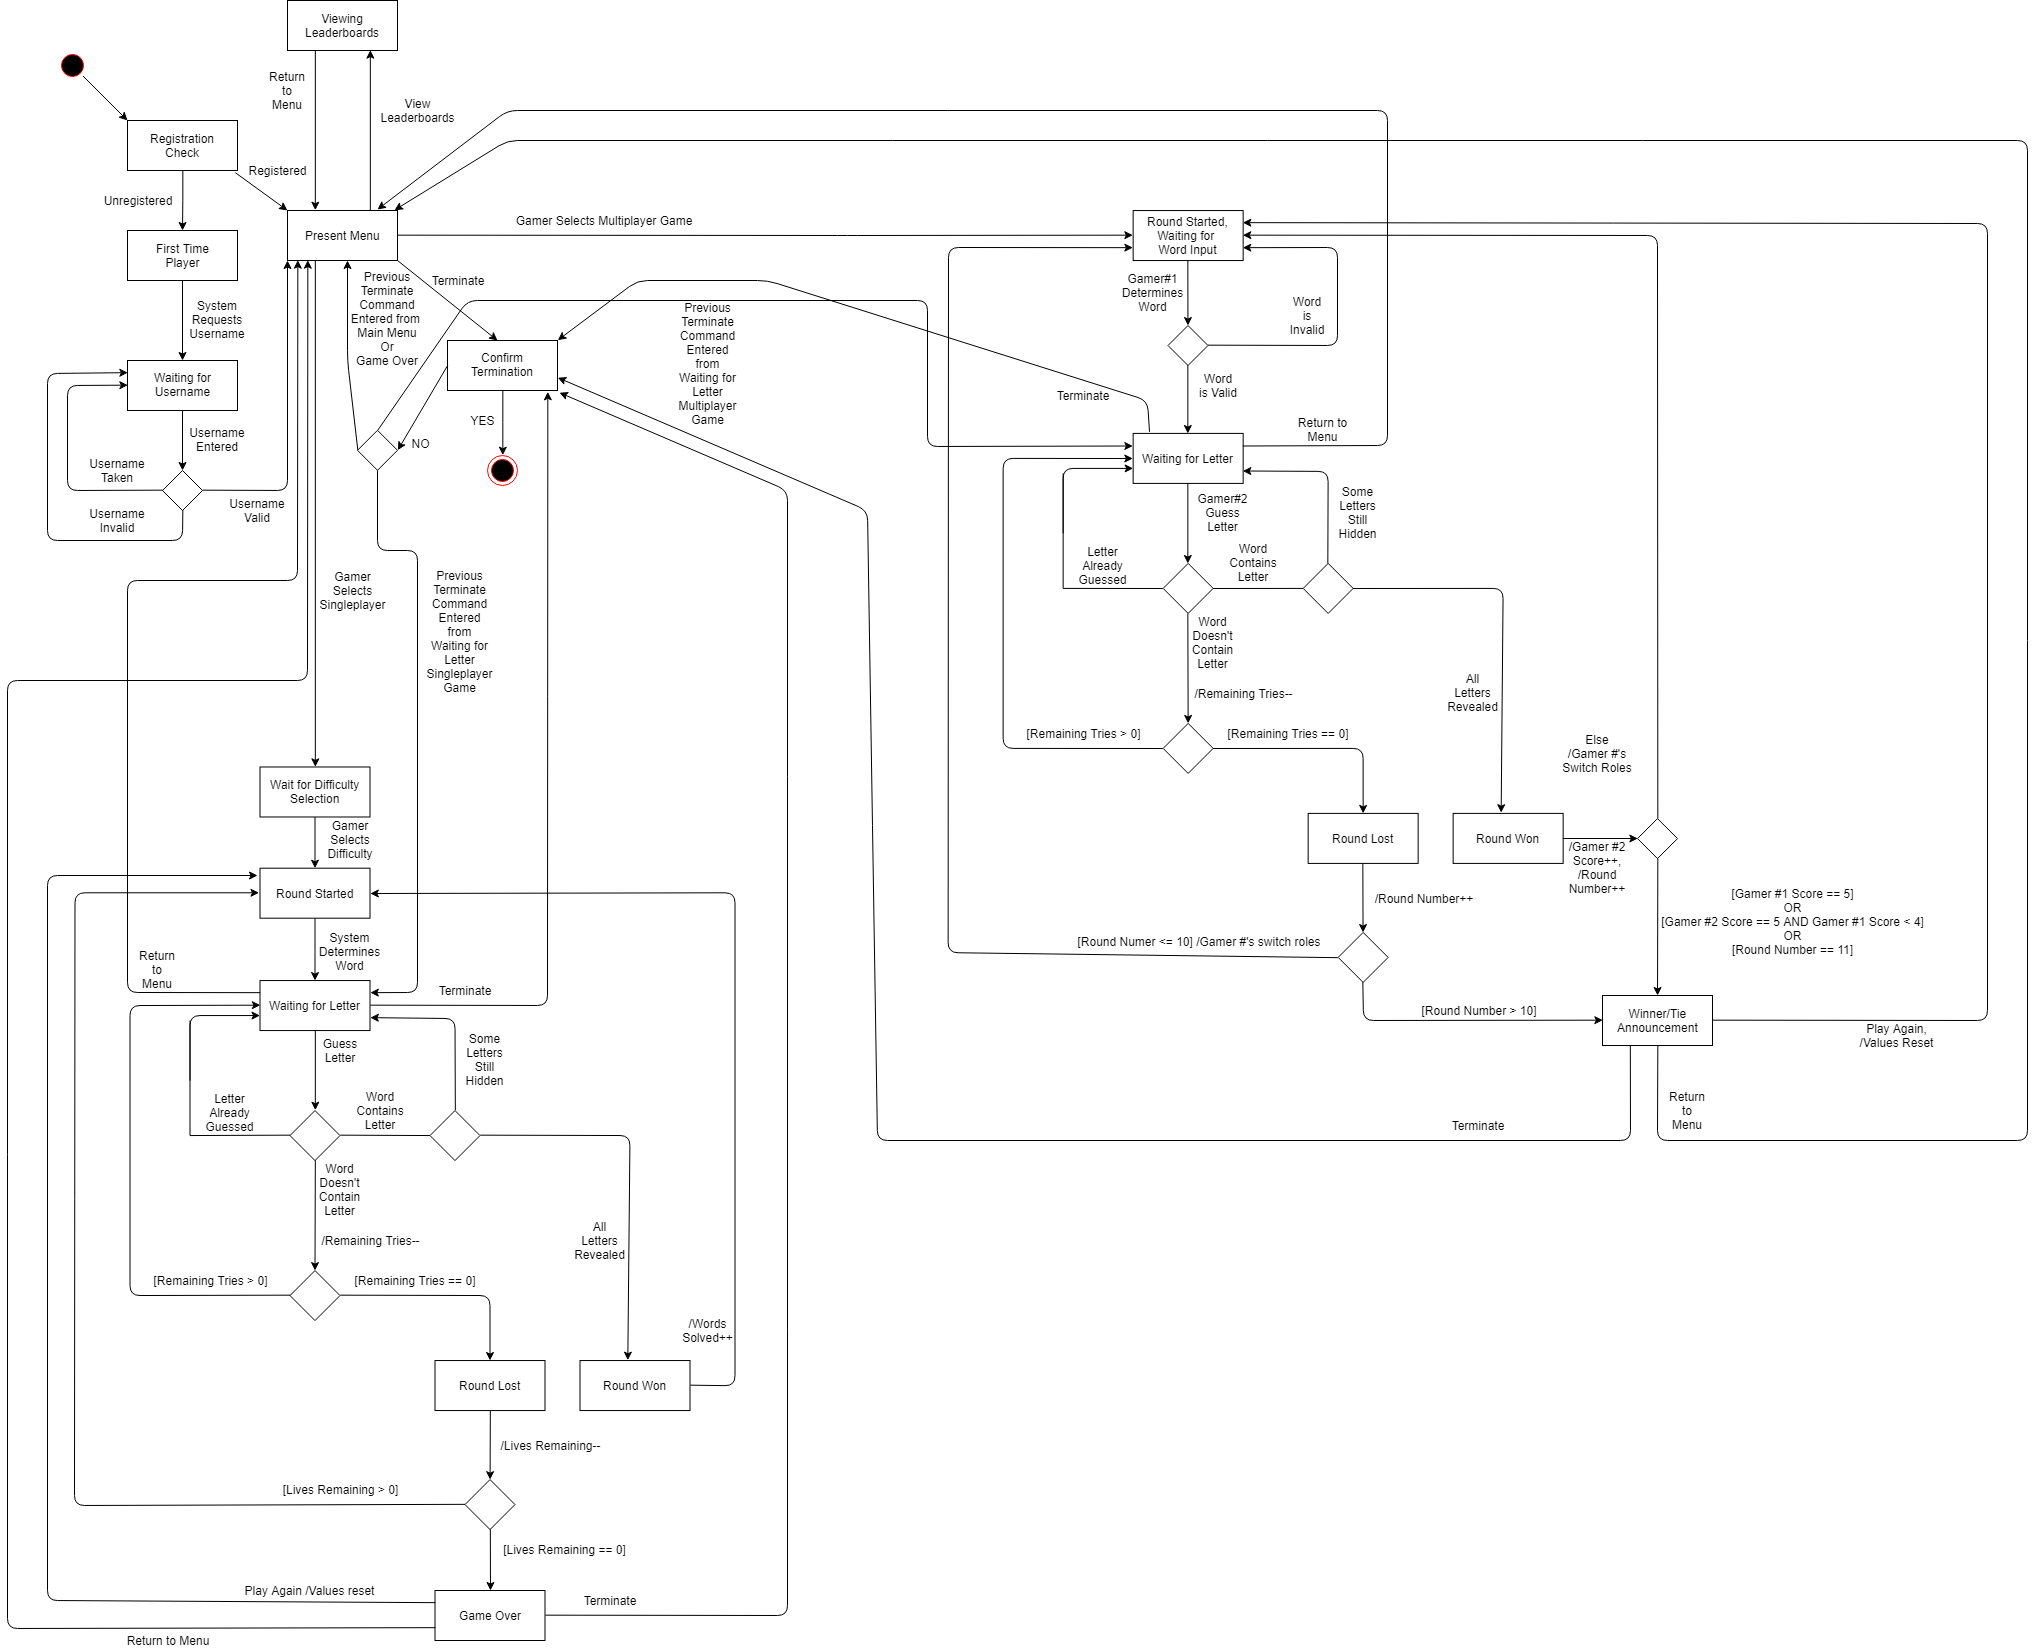 Viewing
Leaderboards
Return
to
Menu
View
Leaderboards
Registration
Check
Registered
Unregistered
First Time
Player
System
Requests
Username
Waiting for
Username
Username
Entered
Username
Taken
Username
Invalid
Username
Valid
Present Menu
Gamer Selects Multiplayer Game
Terminate
Previous
Terminate
Command
Entered from
Main Menu
Or
Game Over
Confirm
Termination
YES
NO
Previous
Terminate
Command
Entered
from
Waiting for
Letter
Multiplayer
Game
Gamer
Selects
Singleplayer
Previous
Terminate
Command
Entered
from
Waiting for
Letter
Singleplayer
Game
Wait for Difficulty
Selection
Gamer
Selects
Difficulty
Round Started
System
Determines
Word
Return
to
Menu
Waiting for Letter
Terminate
Guess
Letter
Some
Letters
Still
Hidden
Letter
Already
Guessed
Word
Contains
Letter
Word
Doesn't
Contain
Letter
/Remaining Tries--
[Remaining Tries > 0]
[Remaining Tries == 0]
All
Letters
Revealed
/Words
Solved++
Round Lost
Round Won
/Lives Remaining--
[Lives Remaining > 0]
[Lives Remaining == 0]
Play Again /Values reset
Game Over
Terminate
Return to Menu
Round Started,
Waiting for
Word Input
Gamer#1
Determines
Word
Word
is
Invalid
Word
is Valid
Terminate
Return to
Menu
Waiting for Letter
Gamer#2
Guess
Letter
Some
Letters
Still
Hidden
Letter
Already
Guessed
Word
Contains
Letter
Word
Doesn't
Contain
Letter
/Remaining Tries--
[Remaining Tries > 0]
[Remaining Tries == 0]
All
Letters
Revealed
Else
/Gamer #'s
Switch Roles
Round Lost
Round Won
/Gamer #2
Score++,
/Round
Number++
/Round Number++
[Gamer #1 Score == 5]
OR
[Gamer #2 Score == 5 AND Gamer #1 Score < 4]
OR
[Round Number == 11]
[Round Numer <= 10] /Gamer #'s switch roles
[Round Number > 10]
Winner/Tie
Announcement
Play Again,
/Values Reset
Return
to
Menu
Terminate